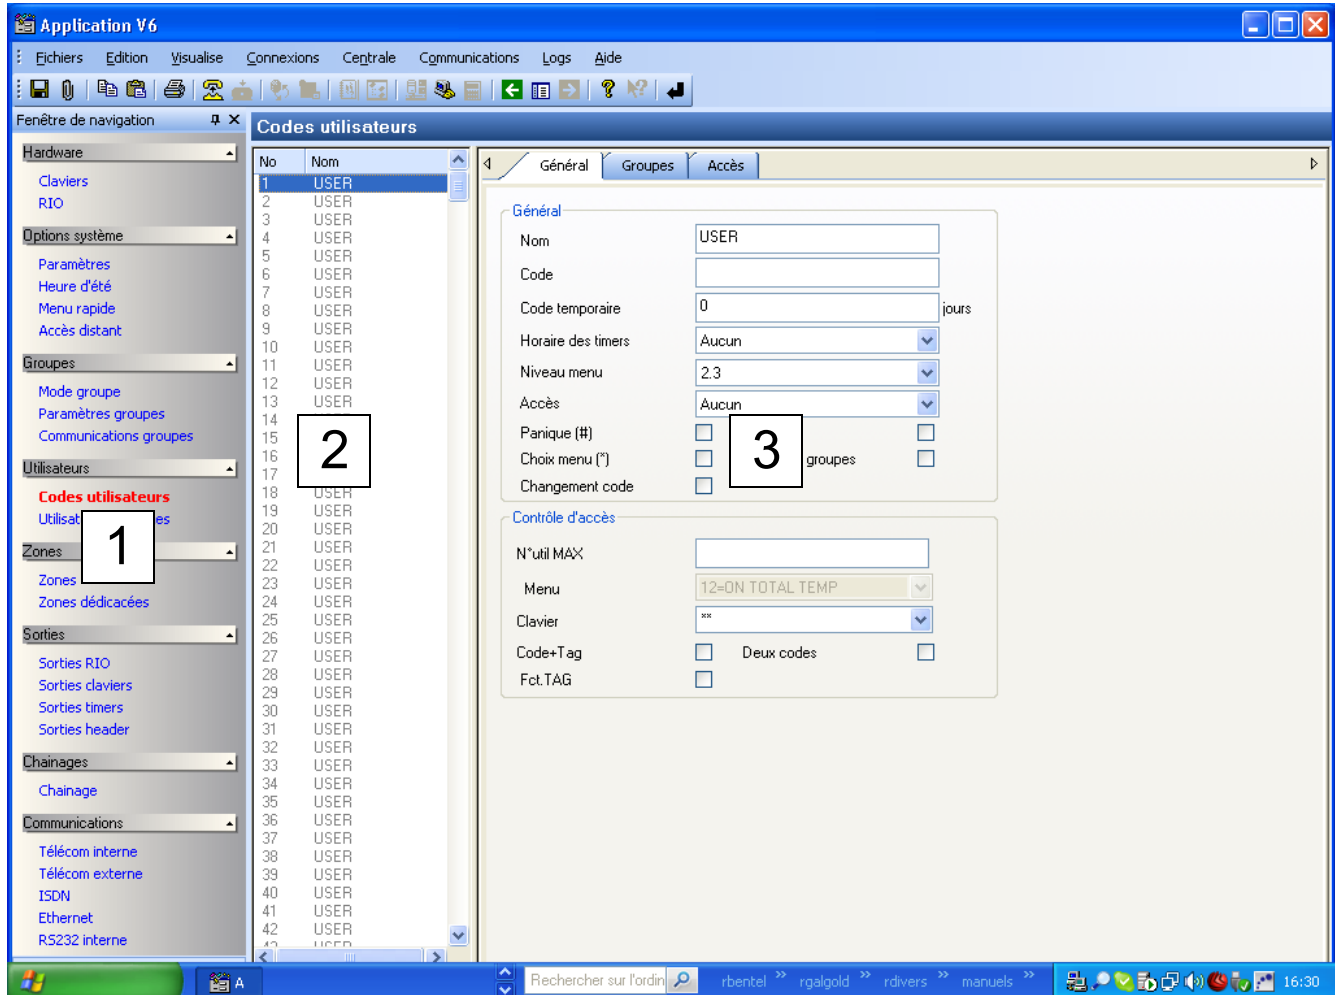 Application V6
Fichiers Edition Visualise Connexions Centrale Communications Logs Aide
Fenêtre de navigation
Codes utilisateurs
Hardware
Claviers
RIO
Options système
Paramètres
Heure d'été
Menu rapide
Accès distant
Groupes
Mode groupe
Paramètres groupes
Communications groupes
Utilisateurs
Codes utilisateurs
Utilisat es
1
Zones
Zones
Zones dédicacées
Sorties
Sorties RIO
Sorties claviers
Sorties timers
Sorties header
Chainages
Chainage
Communications
Télécom interne
Télécom externe
ISDN
Ethernet
RS232 interne
No Nom
1 USER
2 USER
3 USER
4 USER
5 USER
6 USER
7 USER
8 USER
9 USER
10 USER
11 USER
12 USER
13 USER
14
15
16
17
2
18 USER
19 USER
20 USER
21 USER
22 USER
23 USER
24 USER
25 USER
26 USER
27 USER
28 USER
29 USER
30 USER
31 USER
32 USER
33 USER
34 USER
35 USER
36 USER
37 USER
38 USER
39 USER
40 USER
41 USER
42 USER
43 USER
Général Groupes Accès
Général
Nom USER
Code
Code temporaire 0 jours
Horaire des timers Aucun
Niveau menu 2.3
Accès Aucun
Panique (#)
Choix menu (*) groupes
3
Changement code
Contrôle d'accès
N°util MAX
Menu 12=ON TOTAL TEMP
Clavier **
Code+Tag Deux codes
Fct.TAG
A Rechercher sur l'ordin rbentel » rgalgold » rdivers » manuels » 16:30